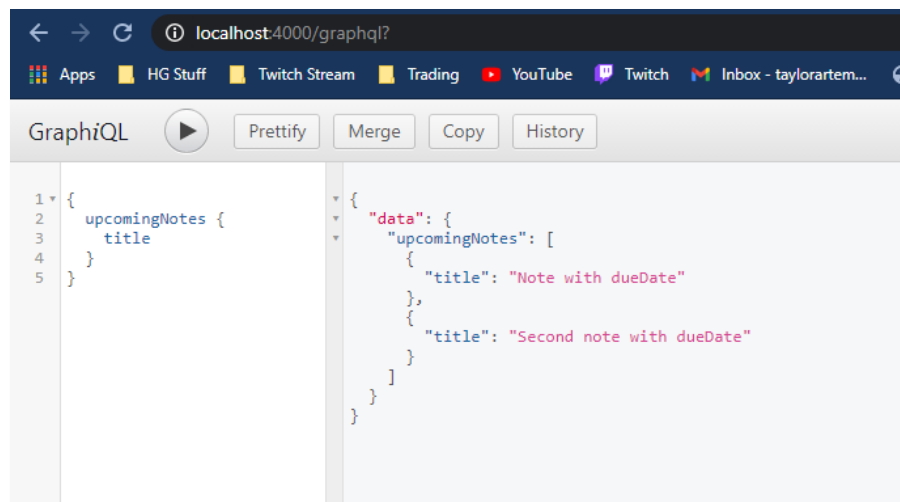 localhost:4000/graphql?
Apps HG Stuff Twitch Stream Trading YouTube Twitch Inbox - taylorartem...
GraphiQL Prettify Merge Copy History
1 {
2 upcomingNotes {
3 title
4 }
5 }
{
"data": {
"upcomingNotes": [
{
"title": "Note with dueDate"
},
{
"title": "Second note with dueDate"
}
]
}
}